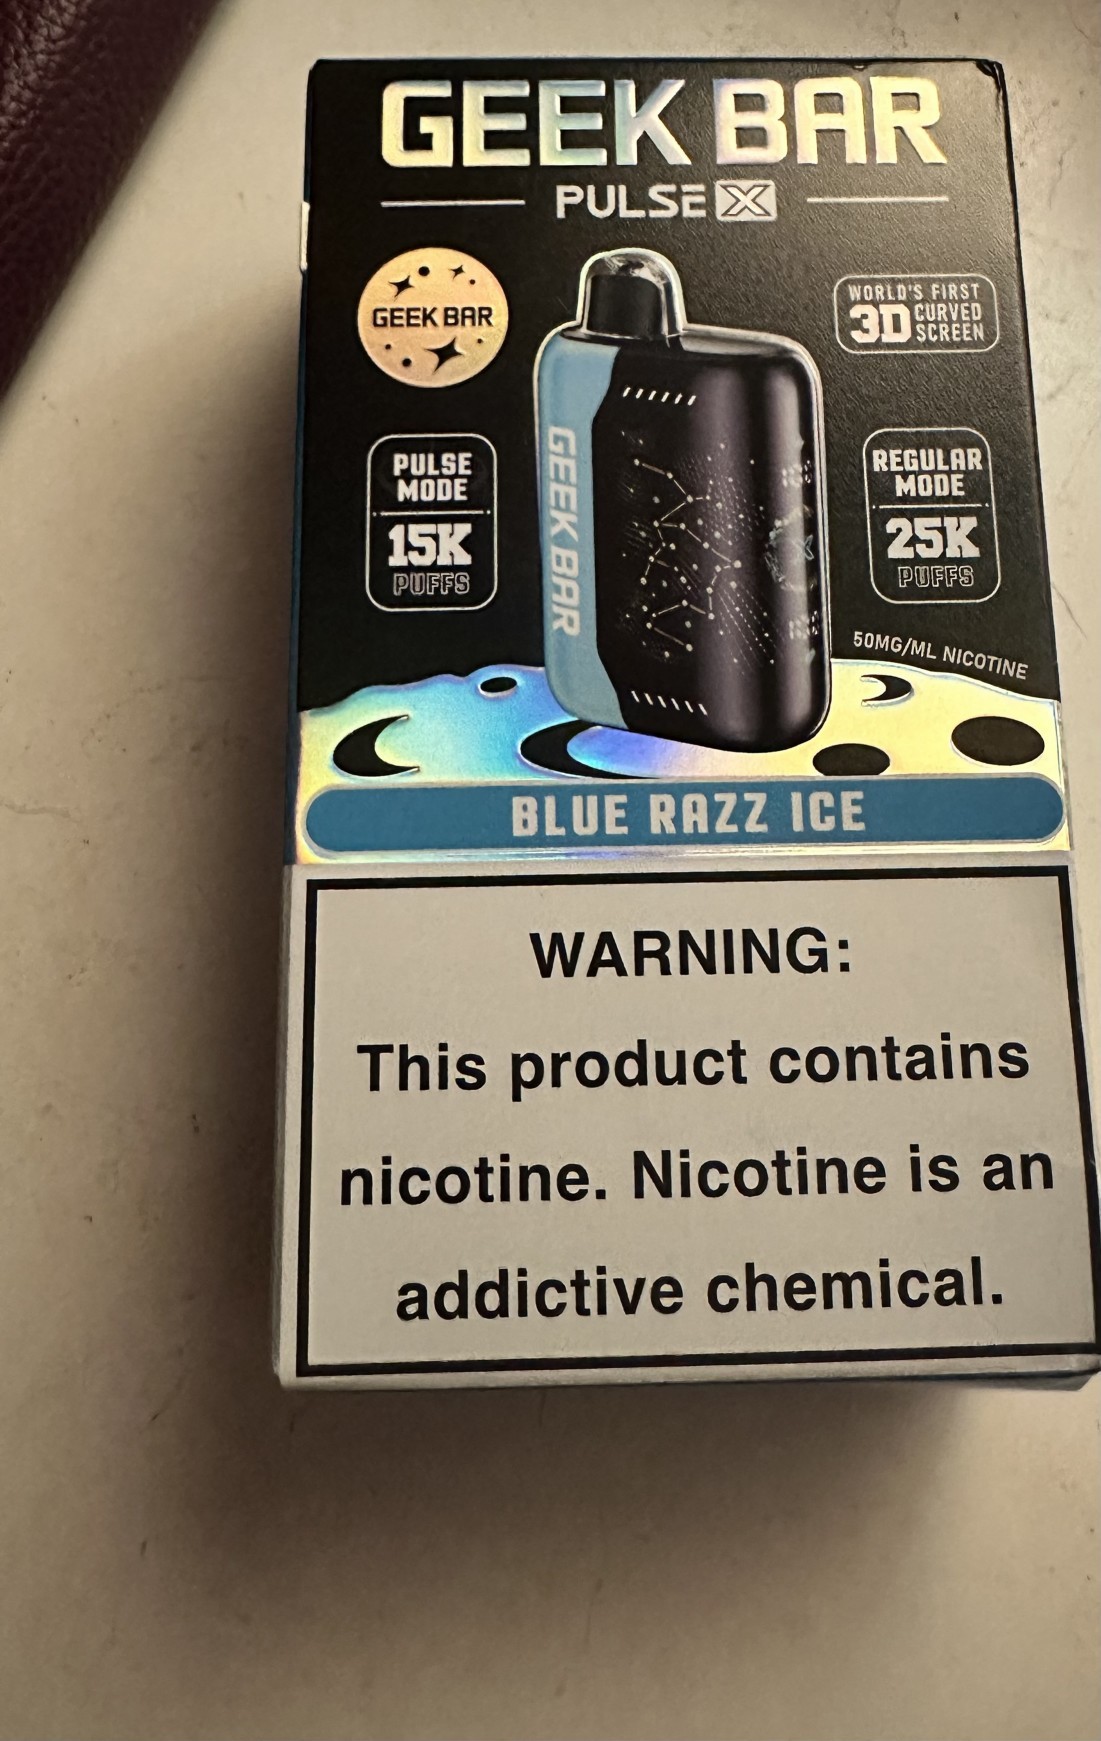 GEEK BAR
PULSE X
GEEK BAR
WORLD'S FIRST
3D CURVED
SCREEN
PULSE
MODE
15K
PUFFS
GEEK BAR
REGULAR
MODE
25K
PUFFS
50MG/ML NICOTINE
BLUE RAZZ ICE
WARNING:
This product contains
nicotine. Nicotine is an
addictive chemical.